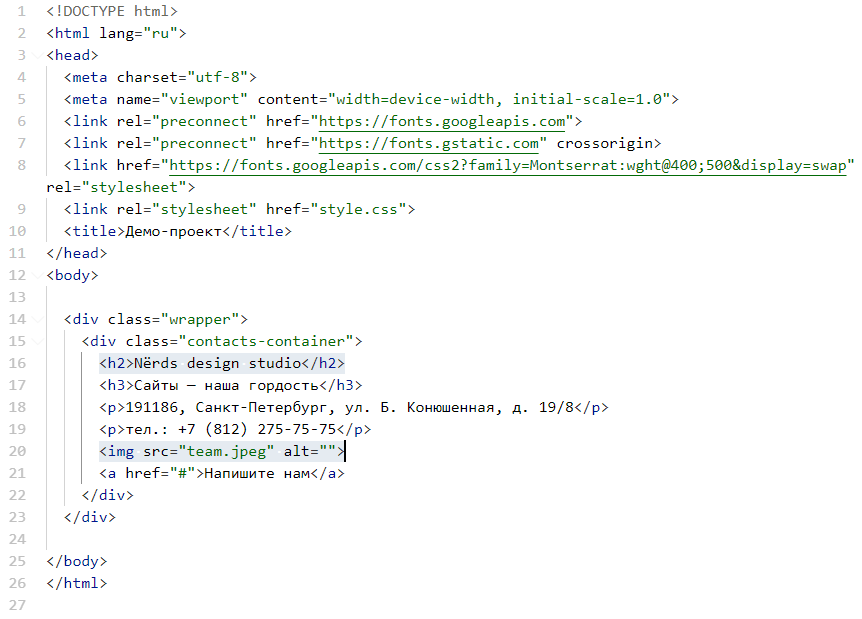 1 <!DOCTYPE html>
2 <html lang="ru">
3 <head>
4 <meta charset="utf-8">
5 <meta name="viewport" content="width=device-width, initial-scale=1.0">
6 <link rel="preconnect" href="https://fonts.googleapis.com">
7 <link rel="preconnect" href="https://fonts.gstatic.com" crossorigin>
8 <link href="https://fonts.googleapis.com/css2?family=Montserrat:wght@400;500&display=swap"
rel="stylesheet">
9 <link rel="stylesheet" href="style.css">
10 <title>Демо-проект</title>
11 </head>
12 <body>
13
14 <div class="wrapper">
15 <div class="contacts-container">
16 <h2>Nёrds design studio</h2>
17 <h3>Сайты — наша гордость</h3>
18 <p>191186, Санкт-Петербург, ул. Б. Конюшенная, д. 19/8</p>
19 <p>тел.: +7 (812) 275-75-75</p>
20 <img src="team.jpeg" alt="">
21 <a href="#">Напишите нам</a>
22 </div>
23 </div>
24
25 </body>
26 </html>
27